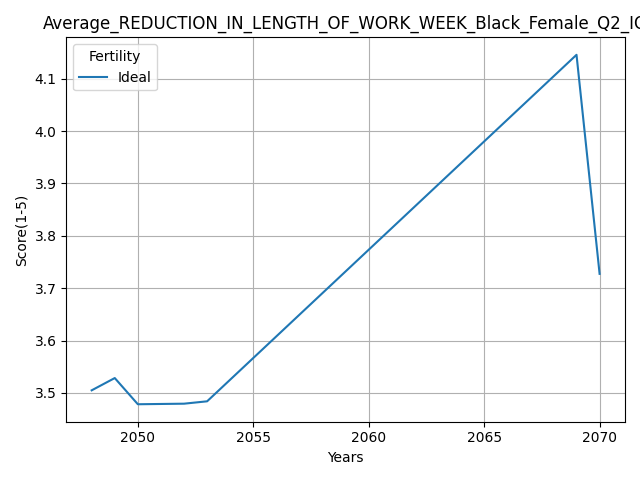 Average_REDUCTION_IN_LENGTH_OF_WORK_WEEK_Black_Female_Q2_IC
Fertility
Ideal
Score(1-5)
4.1
4.0
3.9
3.8
3.7
3.6
3.5
2050 2055 2060 2065 2070
Years